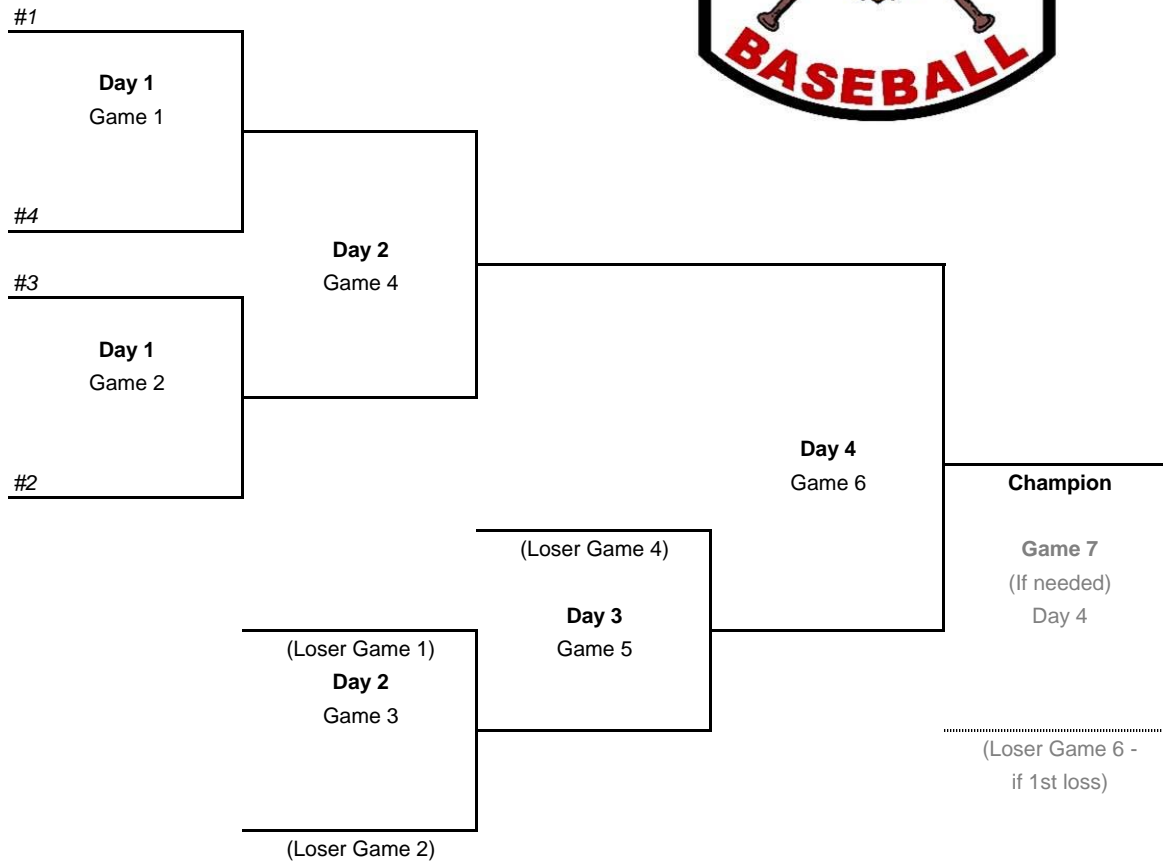 #1
BASEBALL
Day 1
Game 1
#4
Day 2
Game 4
#3
Day 1
Game 2
Day 4
Game 6
#2
Champion
(Loser Game 4)
Game 7
(If needed)
Day 4
Day 3
Game 5
(Loser Game 1)
Day 2
Game 3
(Loser Game 6 -
if 1st loss)
(Loser Game 2)